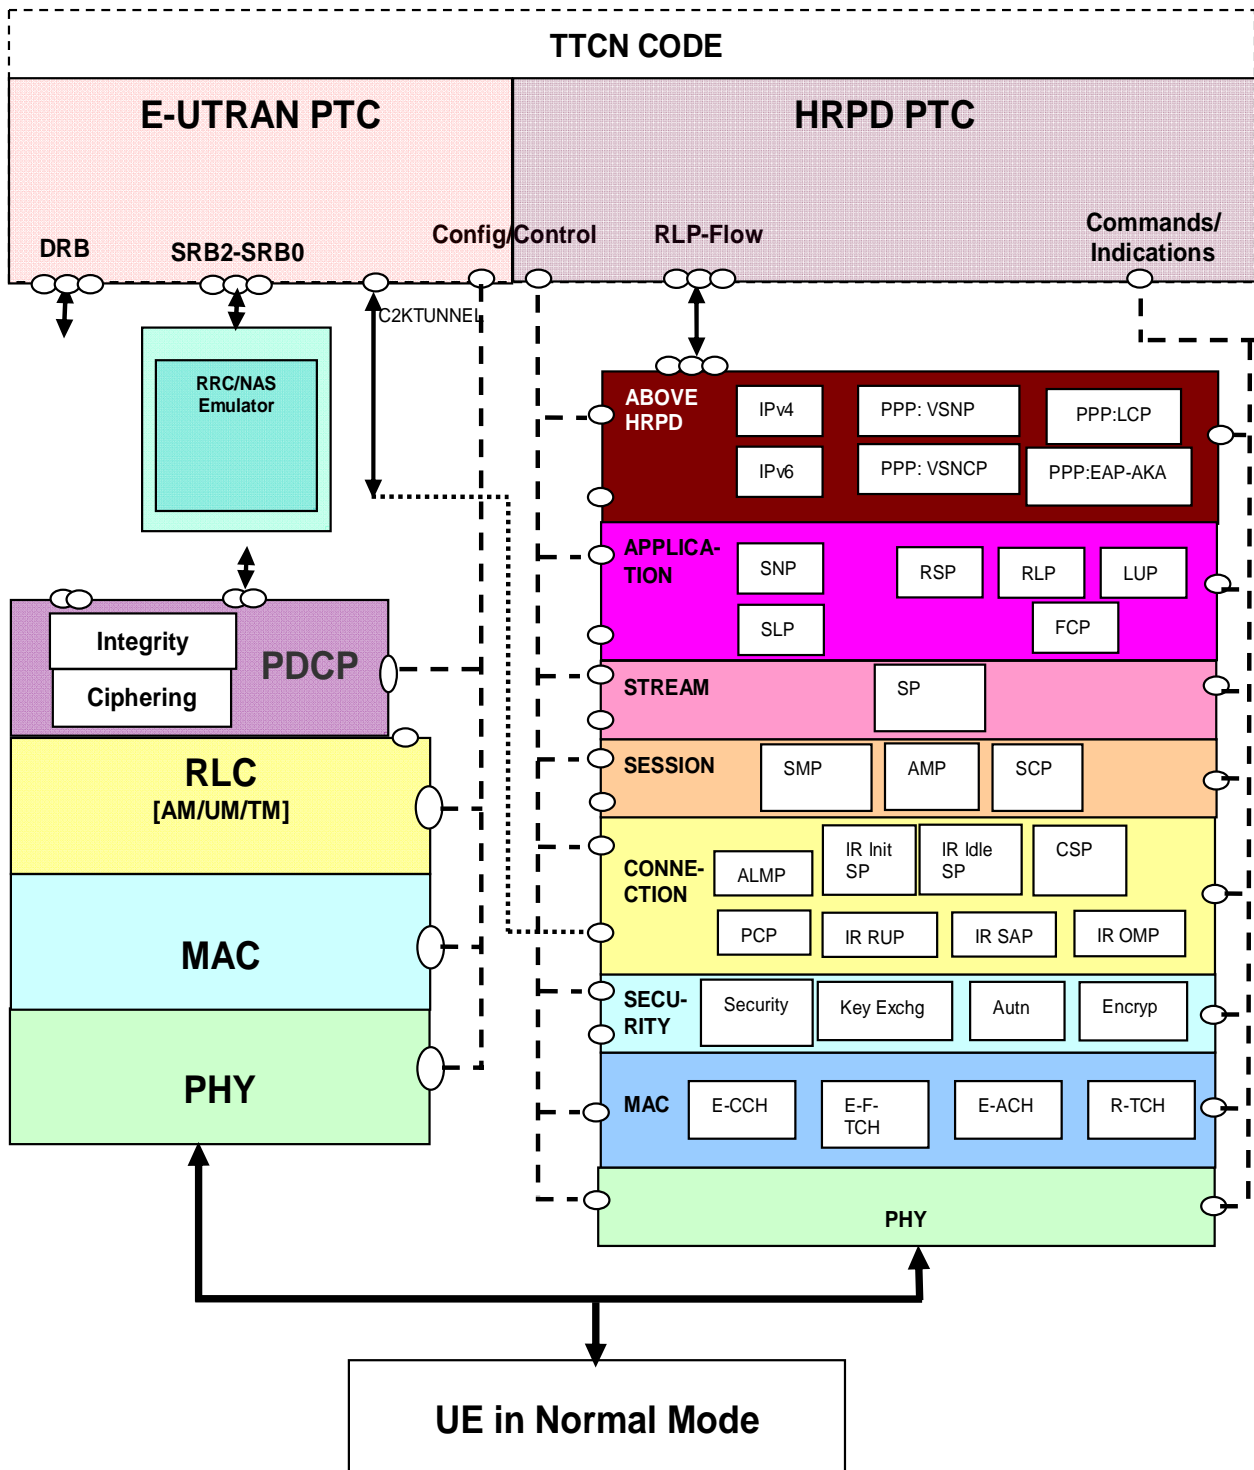 TTCN CODE
E-UTRAN PTC
HRPD PTC
DRB
SRB2-SRB0
Config/Control
RLP-Flow
Commands/
Indications
C2KTUNNEL
RRC/NAS
Emulator
Integrity
Ciphering
PDCP
RLC
[AM/UM/TM]
MAC
PHY
ABOVE
HRPD
IPv4
PPP: VSNP
PPP:LCP
IPv6
PPP: VSNCP
PPP:EAP-AKA
APPLICA-
TION
SNP
RSP
RLP
LUP
SLP
FCP
STREAM
SP
SESSION
SMP
AMP
SCP
CONNE-
CTION
ALMP
IR Init
SP
IR Idle
SP
CSP
PCP
IR RUP
IR SAP
IR OMP
SECU-
RITY
Security
Key Exchg
Autn
Encryp
MAC
E-CCH
E-F-
TCH
E-ACH
R-TCH
PHY
UE in Normal Mode